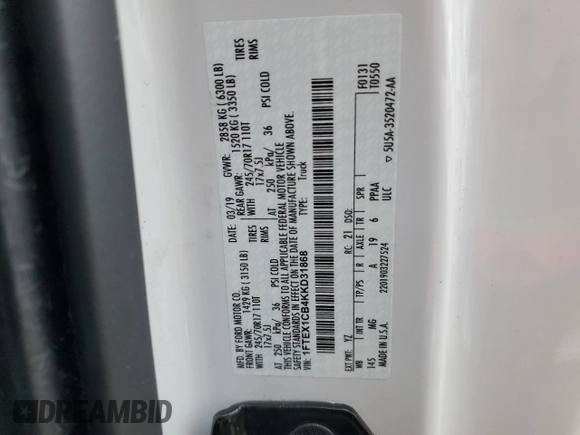 MFD. BY FORD MOTOR CO.
DATE: 03/19 GVWR: 2858 KG ( 6300 LB)
FRONT GAWR: 1429 KG ( 3150 LB) REAR GAWR: 1520 KG ( 3350 LB)
WITH 245/70R17 110T TIRES WITH 245/70R17 110T TIRES
17x7.5J RIMS 17x7.5J RIMS
AT 250 kPa/ 36 PSI COLD AT 250 kPa/ 36 PSI COLD
THIS VEHICLE CONFORMS TO ALL APPLICABLE FEDERAL MOTOR VEHICLE
SAFETY STANDARDS IN EFFECT ON THE DATE OF MANUFACTURE SHOWN ABOVE.
VIN: 1FTEX1CB4KKD31868 TYPE: Truck
EXT PNT: YZ RC: 21 DSO: F0131
T0550
WB INT TR TP/PS R AXLE TR SPR
145 MG A 19 6 PPAA
2201903227524 ULC
MADE IN U.S.A. 5U5A-3520472-AA
DREAMBID